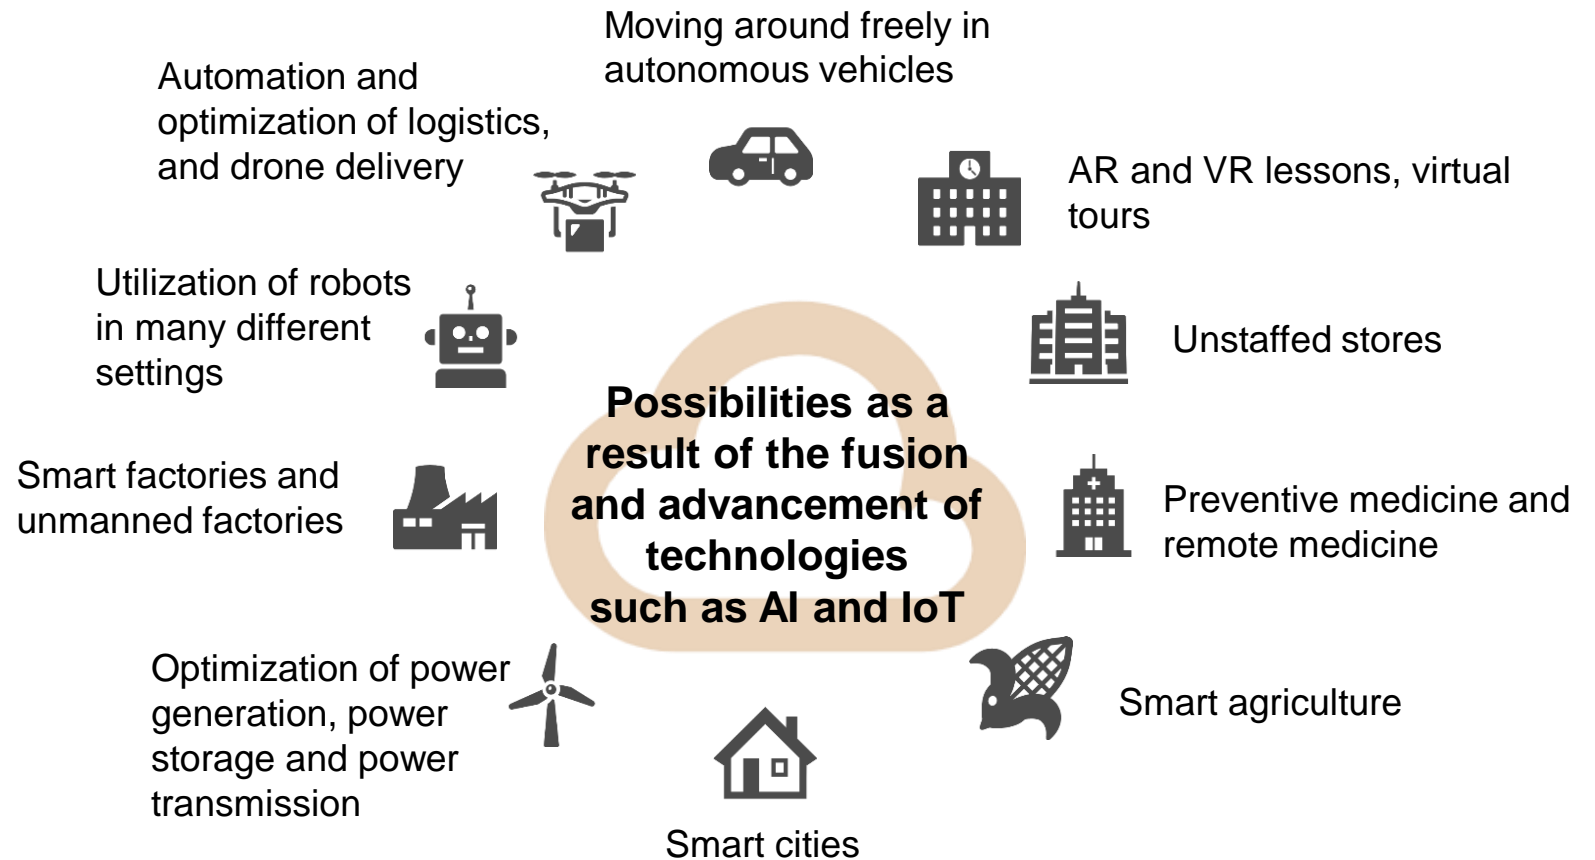 Moving around freely in
autonomous vehicles
Automation and
optimization of logistics,
and drone delivery
AR and VR lessons, virtual
tours
Utilization of robots
in many different
settings
Unstaffed stores
Possibilities as a
result of the fusion
and advancement of
technologies
such as AI and IoT
Smart factories and
unmanned factories
Preventive medicine and
remote medicine
Optimization of power
generation, power
storage and power
transmission
Smart agriculture
Smart cities